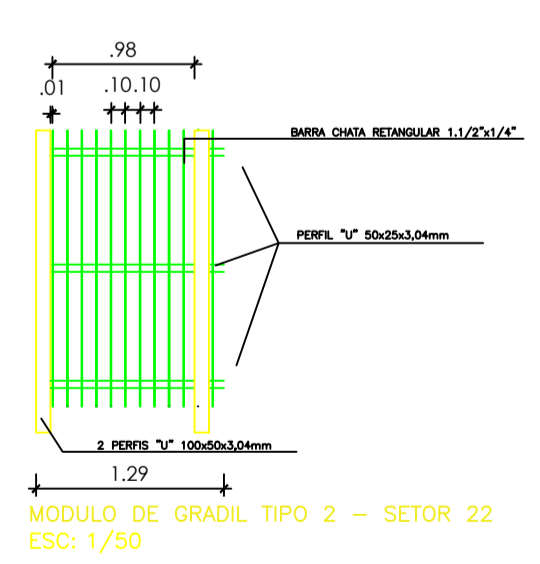 .98
.01 .10 .10
BARRA CHATA RETANGULAR 1.1/2"x1/4"
PERFIL "U" 50x25x3,04mm
2 PERFIS "U" 100x50x3,04mm
1.29
MODULO DE GRADIL TIPO 2 – SETOR 22
ESC: 1/50